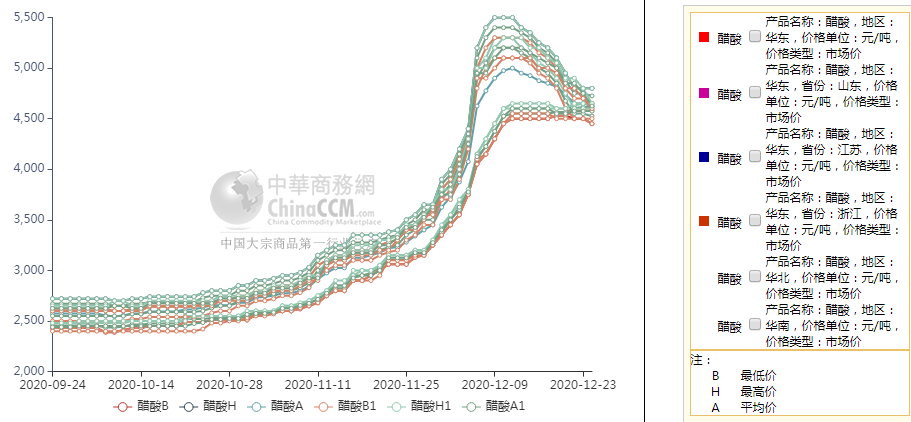 5,500
5,000
4,500
4,000
3,500
3,000
2,500
2,000
2020-09-24
2020-10-14
2020-10-28
2020-11-11
2020-11-25
2020-12-09
2020-12-23
中華商務網
ChinaCCM.com
China Commodity Marketplace
中国大宗商品第一行
醋酸B
醋酸H
醋酸A
醋酸B1
醋酸H1
醋酸A1
醋酸
产品名称：醋酸，地区：
华东，价格单位：元/吨，
价格类型：市场价
醋酸
产品名称：醋酸，地区：
华东，省份：山东，价格
单位：元/吨，价格类型：
市场价
醋酸
产品名称：醋酸，地区：
华东，省份：江苏，价格
单位：元/吨，价格类型：
市场价
醋酸
产品名称：醋酸，地区：
华东，省份：浙江，价格
单位：元/吨，价格类型：
市场价
醋酸
产品名称：醋酸，地区：
华北，价格单位：元/吨，
价格类型：市场价
醋酸
产品名称：醋酸，地区：
华南，价格单位：元/吨，
价格类型：市场价
注：
B 最低价
H 最高价
A 平均价